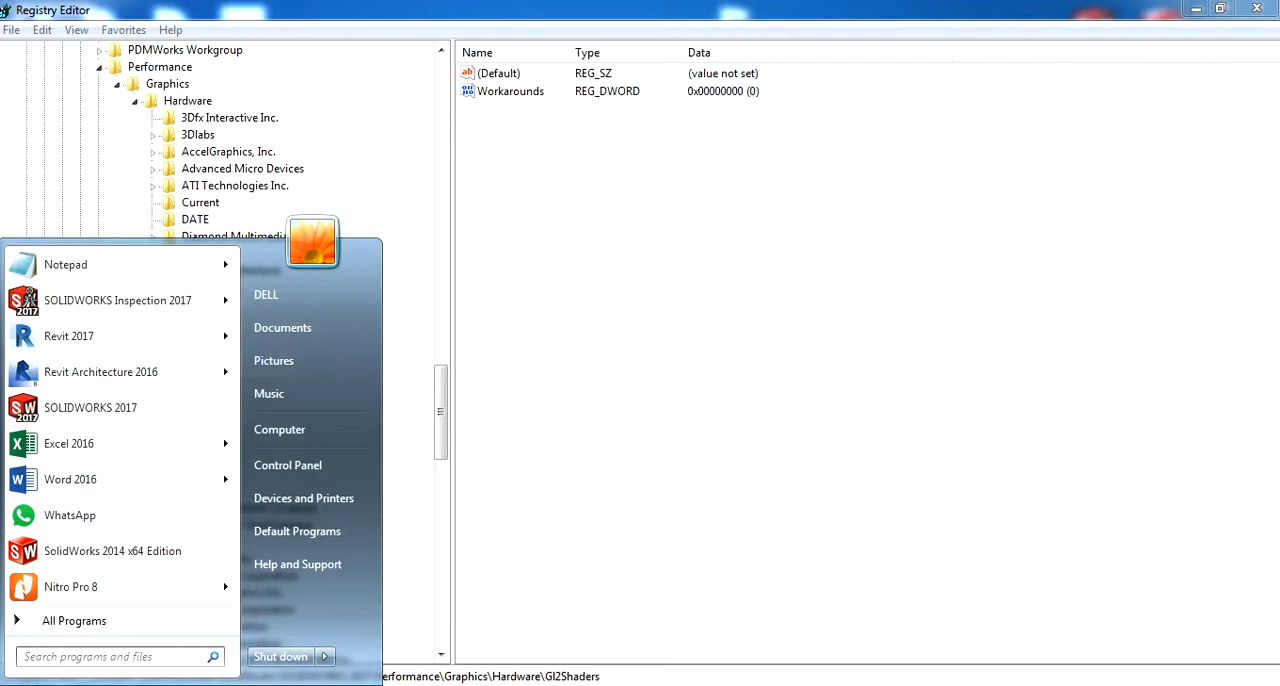 Registry Editor
File Edit View Favorites Help
PDMWorks Workgroup
Performance
Graphics
Hardware
3Dfx Interactive Inc.
3Dlabs
AccelGraphics, Inc.
Advanced Micro Devices
ATI Technologies Inc.
Current
DATE
Diamond Multimedia
Name Type Data
(Default) REG_SZ (value not set)
Workarounds REG_DWORD 0x00000000 (0)
Notepad
SOLIDWORKS Inspection 2017
Revit 2017
Revit Architecture 2016
SOLIDWORKS 2017
Excel 2016
Word 2016
WhatsApp
SolidWorks 2014 x64 Edition
Nitro Pro 8
All Programs
Search programs and files
DELL
Documents
Pictures
Music
Computer
Control Panel
Devices and Printers
Default Programs
Help and Support
Shut down
erformance\Graphics\Hardware\Gl2Shaders